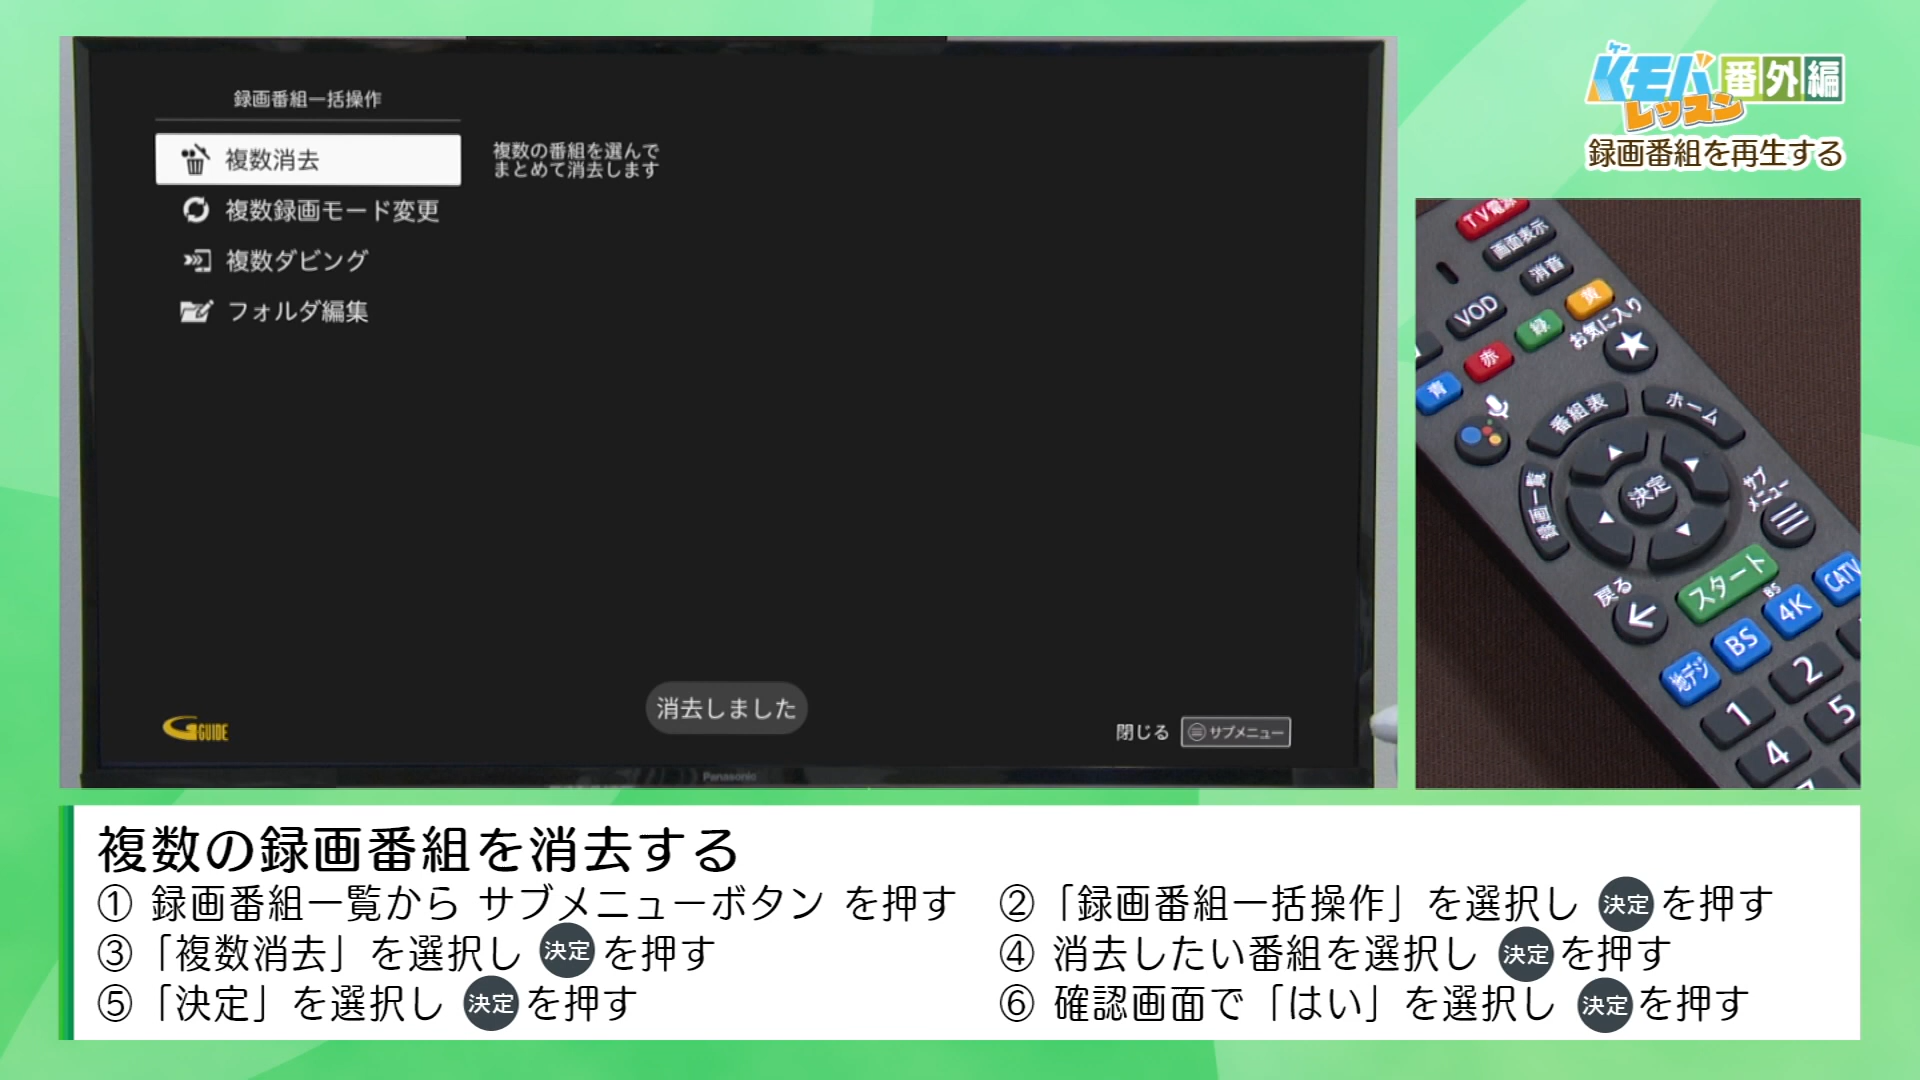 録画番組一括操作
複数消去
複数録画モード変更
複数ダビング
フォルダ編集
複数の番組を選んで
まとめて消去します
消去しました
閉じる サブメニュー
G GUIDE
Panasonic
ケー
Kモバ番外編
レッスン
録画番組を再生する
TV電源
画面表示
消音
VOD
黄
緑
赤
青
お気に入り
番組表
ホーム
録画一覧
決定
サブ
メニュー
戻る
スタート
地デジ
BS
BS
4K
CATV
1
2
4
5
複数の録画番組を消去する
① 録画番組一覧から サブメニューボタン を押す
②「録画番組一括操作」を選択し 決定 を押す
③「複数消去」を選択し 決定 を押す
④ 消去したい番組を選択し 決定 を押す
⑤「決定」を選択し 決定 を押す
⑥ 確認画面で「はい」を選択し 決定 を押す